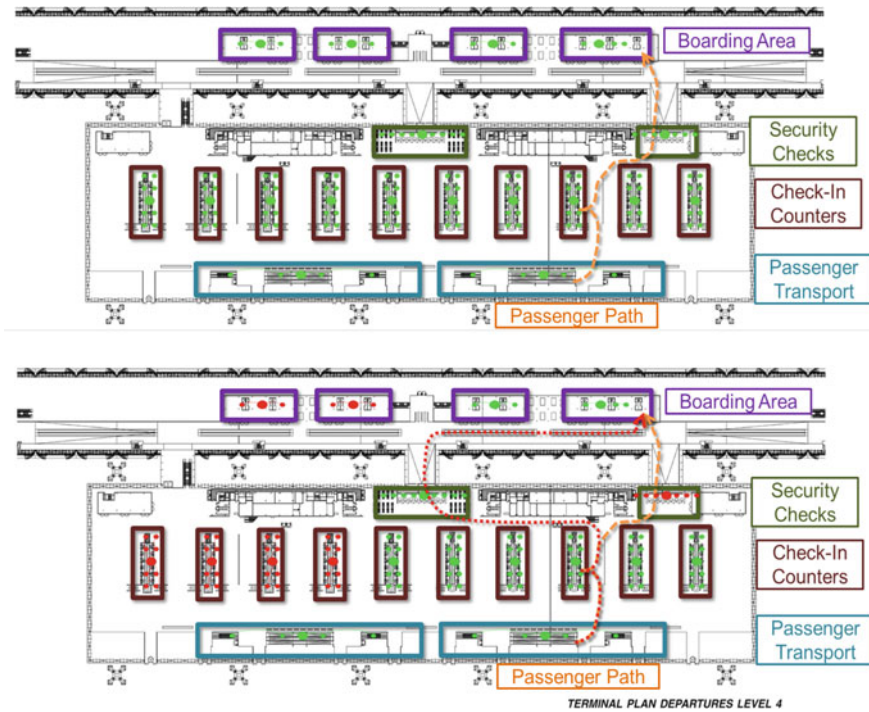 Boarding Area
Security
Checks
Check-In
Counters
Passenger
Transport
Passenger Path
Boarding Area
Security
Checks
Check-In
Counters
Passenger
Transport
Passenger Path
TERMINAL PLAN DEPARTURES LEVEL 4